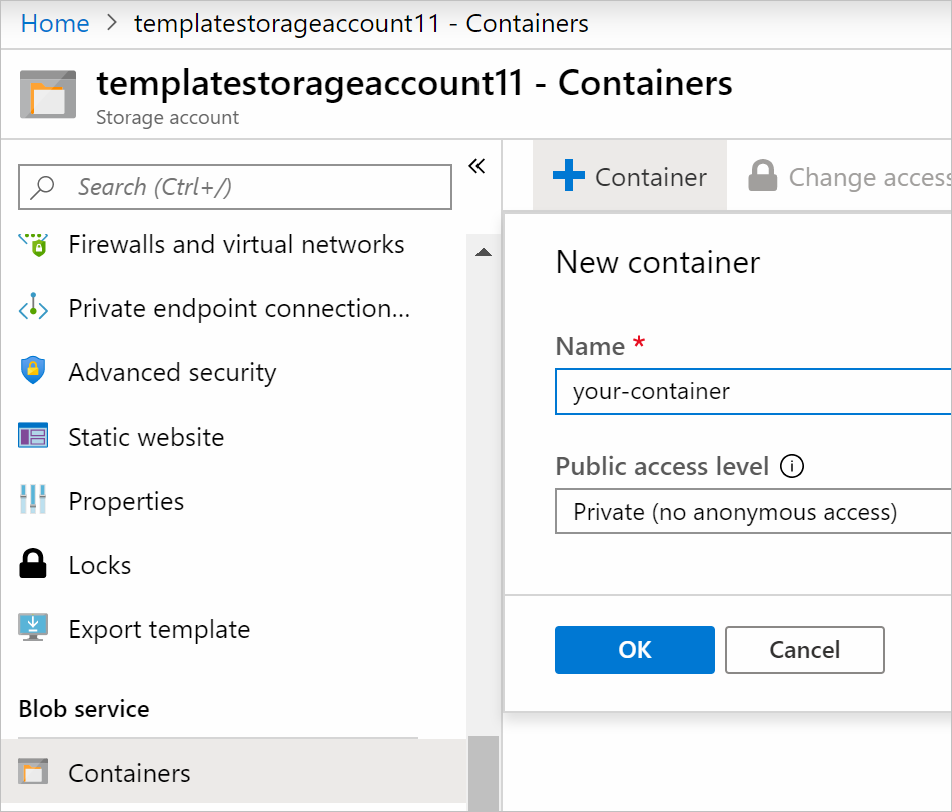 Home > templatestorageaccount11 - Containers
templatestorageaccount11 - Containers
Storage account
Search (Ctrl+/)
«
Firewalls and virtual networks
Private endpoint connection...
Advanced security
Static website
Properties
Locks
Export template
Blob service
Containers
+ Container
Change access
New container
Name *
your-container
Public access level
Private (no anonymous access)
OK
Cancel